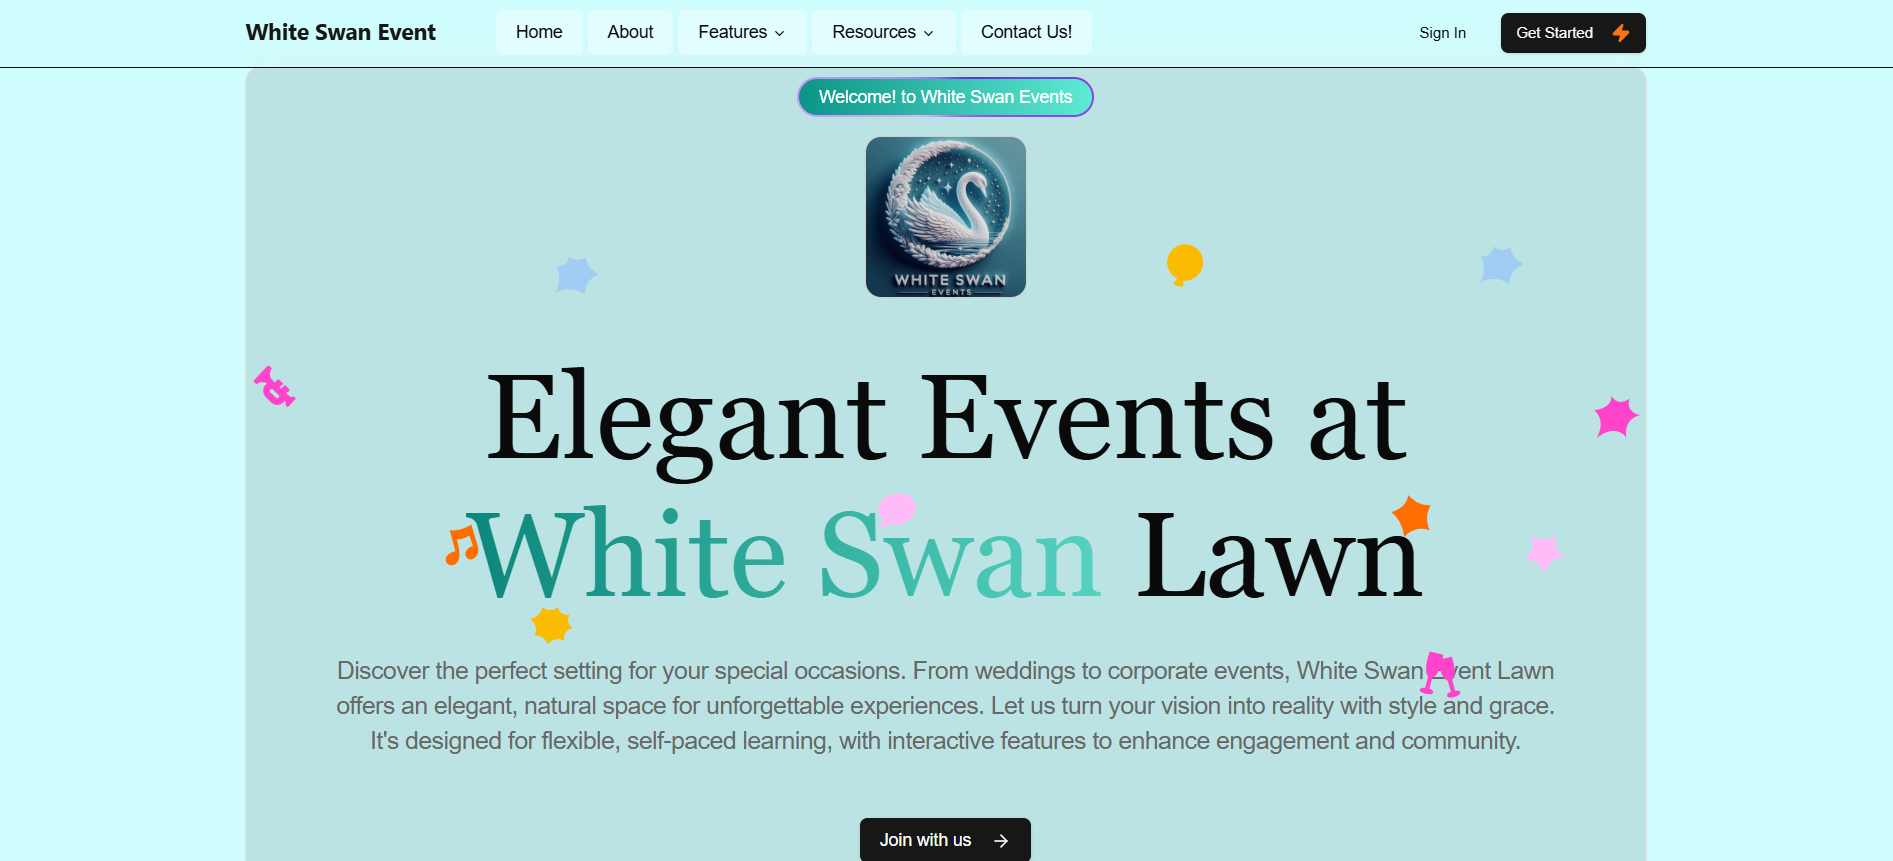 White Swan Event
Home
About
Features
Resources
Contact Us!
Sign In
Get Started
Welcome! to White Swan Events
WHITE SWAN
EVENTS
Elegant Events at
White Swan Lawn
Discover the perfect setting for your special occasions. From weddings to corporate events, White Swan Event Lawn
offers an elegant, natural space for unforgettable experiences. Let us turn your vision into reality with style and grace.
It's designed for flexible, self-paced learning, with interactive features to enhance engagement and community.
Join with us